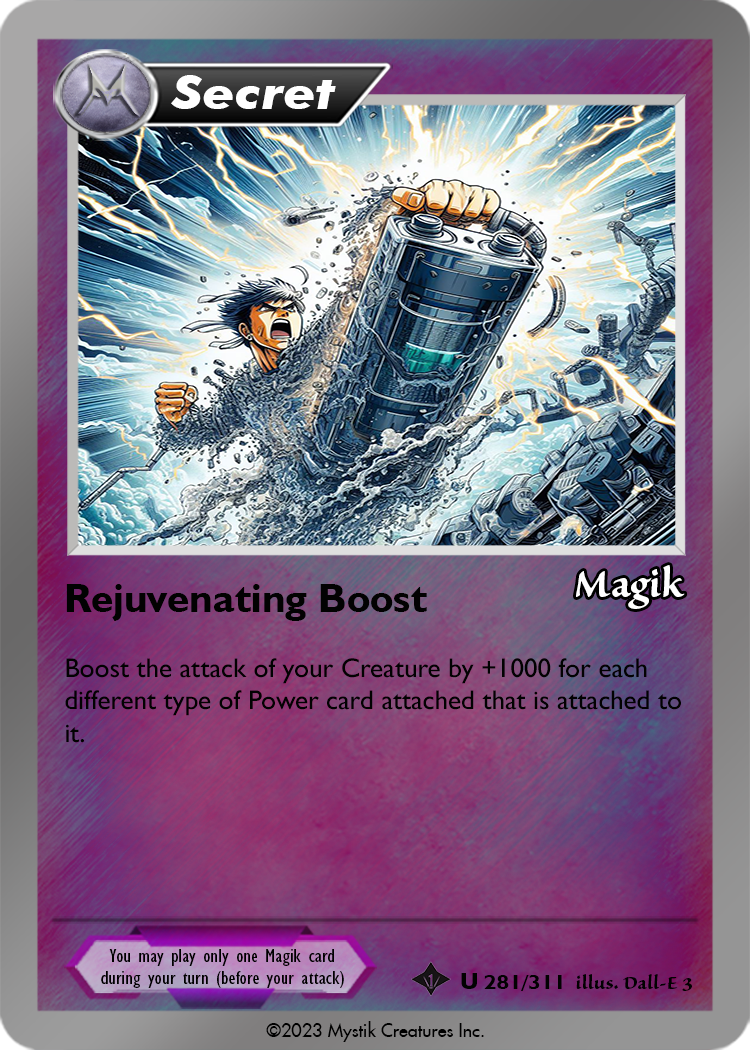 Secret
Rejuvenating Boost
Magik
Boost the attack of your Creature by +1000 for each
different type of Power card attached that is attached to
it.
You may play only one Magik card
during your turn (before your attack)
1 U 281/311 illus. Dall-E 3
©2023 Mystik Creatures Inc.